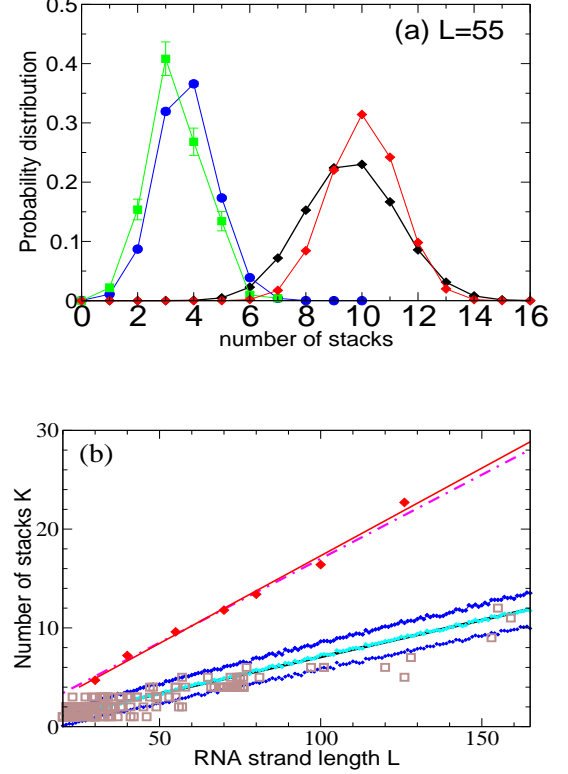 0.5
(a) L=55
0.4
0.3
0.2
0.1
0
Probability distribution
0 2 4 6 8 10 12 14 16
number of stacks
30
(b)
20
10
0
Number of stacks K
50 100 150
RNA strand length L